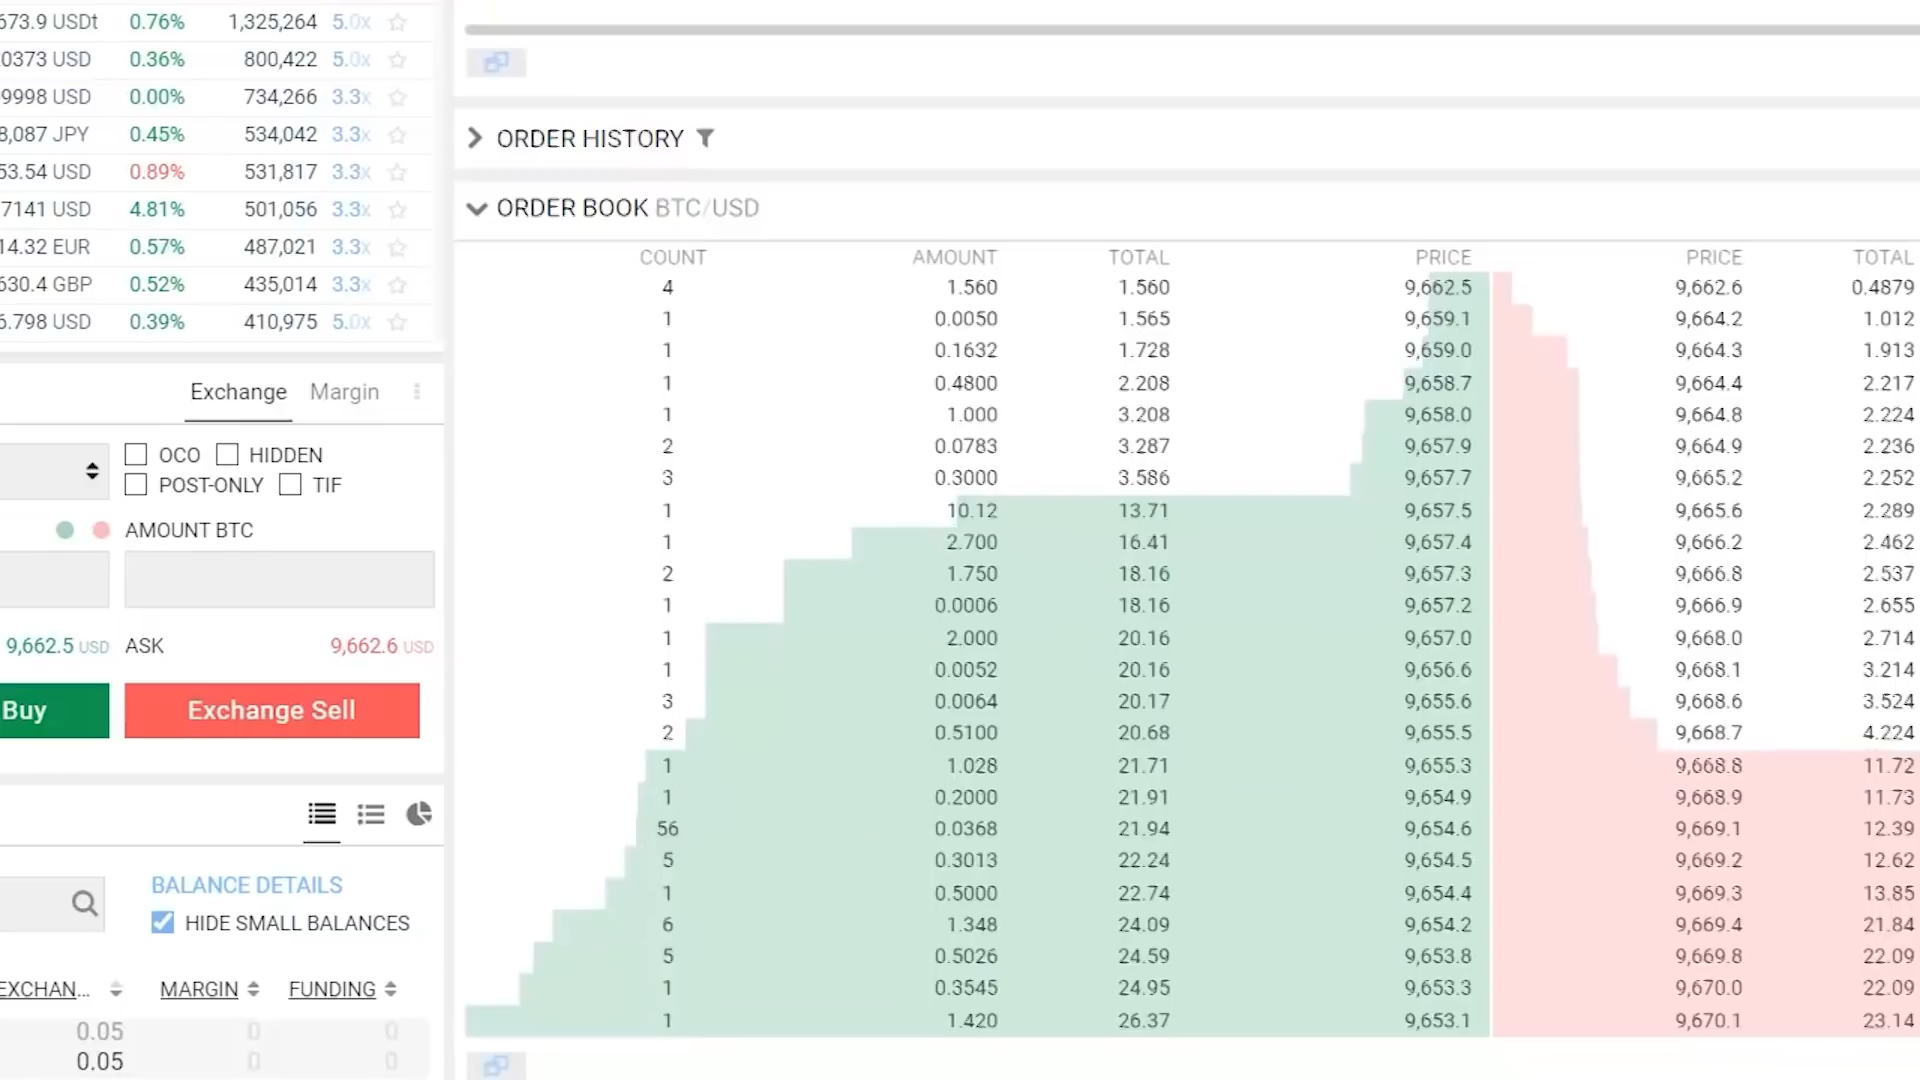 673.9 USDt 0.76% 1,325,264 5.0x
0373 USD 0.36% 800,422 5.0x
9998 USD 0.00% 734,266 3.3x
8,087 JPY 0.45% 534,042 3.3x
53.54 USD 0.89% 531,817 3.3x
7141 USD 4.81% 501,056 3.3x
14.32 EUR 0.57% 487,021 3.3x
630.4 GBP 0.52% 435,014 3.3x
6.798 USD 0.39% 410,975 5.0x
Exchange Margin
OCO HIDDEN
POST-ONLY TIF
AMOUNT BTC
9,662.5 USD ASK 9,662.6 USD
Buy Exchange Sell
BALANCE DETAILS
HIDE SMALL BALANCES
EXCHAN... MARGIN FUNDING
0.05 0 0
0.05 0 0
ORDER HISTORY
ORDER BOOK BTC/USD
COUNT AMOUNT TOTAL PRICE PRICE TOTAL
4 1.560 1.560 9,662.5 9,662.6 0.4879
1 0.0050 1.565 9,659.1 9,664.2 1.012
1 0.1632 1.728 9,659.0 9,664.3 1.913
1 0.4800 2.208 9,658.7 9,664.4 2.217
1 1.000 3.208 9,658.0 9,664.8 2.224
2 0.0783 3.287 9,657.9 9,664.9 2.236
3 0.3000 3.586 9,657.7 9,665.2 2.252
1 10.12 13.71 9,657.5 9,665.6 2.289
1 2.700 16.41 9,657.4 9,666.2 2.462
2 1.750 18.16 9,657.3 9,666.8 2.537
1 0.0006 18.16 9,657.2 9,666.9 2.655
1 2.000 20.16 9,657.0 9,668.0 2.714
1 0.0052 20.16 9,656.6 9,668.1 3.214
3 0.0064 20.17 9,655.6 9,668.6 3.524
2 0.5100 20.68 9,655.5 9,668.7 4.224
1 1.028 21.71 9,655.3 9,668.8 11.72
1 0.2000 21.91 9,654.9 9,668.9 11.73
56 0.0368 21.94 9,654.6 9,669.1 12.39
5 0.3013 22.24 9,654.5 9,669.2 12.62
1 0.5000 22.74 9,654.4 9,669.3 13.85
6 1.348 24.09 9,654.2 9,669.4 21.84
5 0.5026 24.59 9,653.8 9,669.8 22.09
1 0.3545 24.95 9,653.3 9,670.0 22.09
1 1.420 26.37 9,653.1 9,670.1 23.14